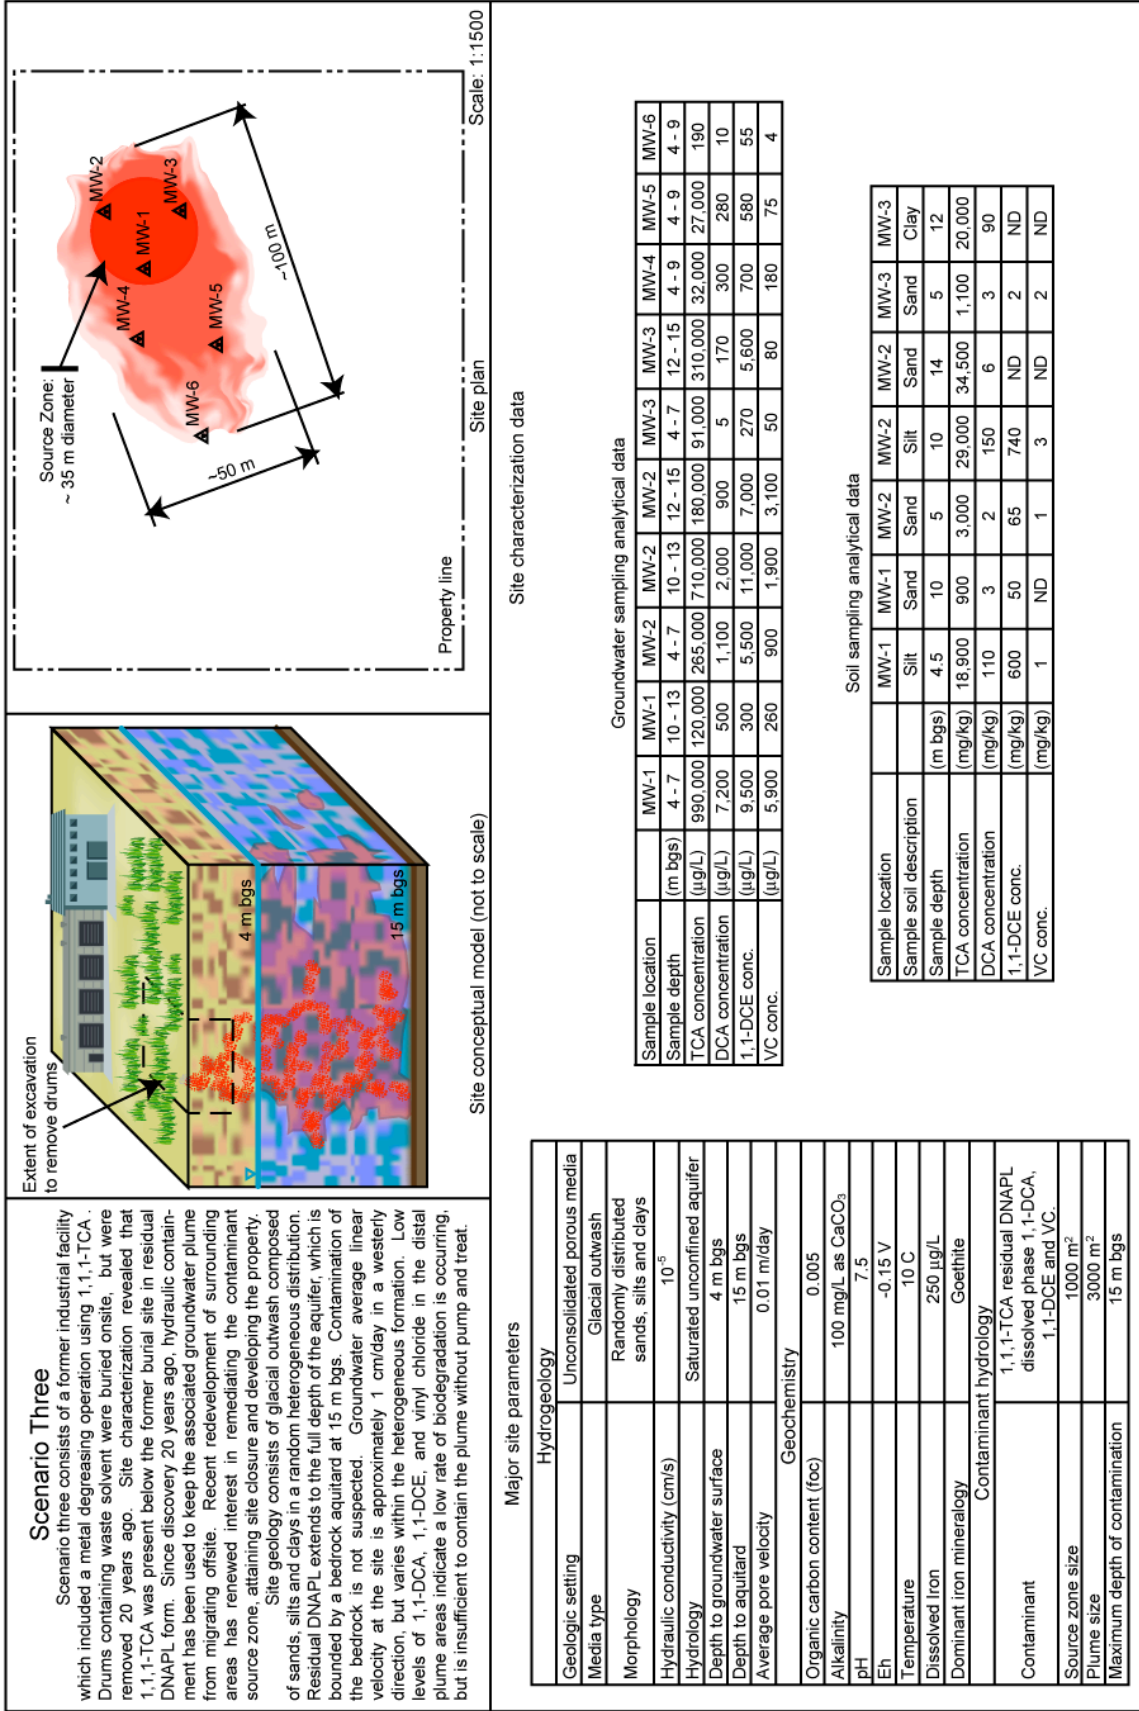 Scenario Three
Scenario three consists of a former industrial facility
which included a metal degreasing operation using 1,1,1-TCA .
Drums containing waste solvent were buried onsite, but were
removed 20 years ago. Site characterization revealed that
1,1,1-TCA was present below the former burial site in residual
DNAPL form. Since discovery 20 years ago, hydraulic contain-
ment has been used to keep the associated groundwater plume
from migrating offsite. Recent redevelopment of surrounding
areas has renewed interest in remediating the contaminant
source zone, attaining site closure and developing the property.
Site geology consists of glacial outwash composed
of sands, silts and clays in a random heterogeneous distribution.
Residual DNAPL extends to the full depth of the aquifer, which is
bounded by a bedrock aquitard at 15 m bgs. Contamination of
the bedrock is not suspected. Groundwater average linear
velocity at the site is approximately 1 cm/day in a westerly
direction, but varies within the heterogeneous formation. Low
levels of 1,1-DCA, 1,1-DCE, and vinyl chloride in the distal
plume areas indicate a low rate of biodegradation is occurring,
but is insufficient to contain the plume without pump and treat.
Extent of excavation
to remove drums
4 m bgs
15 m bgs
Site conceptual model (not to scale)
Source Zone:
~ 35 m diameter
MW-6
MW-4
MW-5
MW-1
MW-2
MW-3
~50 m
~100 m
Property line
Site plan
Scale: 1:1500
Major site parameters
Hydrogeology
Geologic setting Unconsolidated porous media
Media type Glacial outwash
Morphology Randomly distributed
sands, silts and clays
Hydraulic conductivity (cm/s) 10⁻⁵
Hydrology Saturated unconfined aquifer
Depth to groundwater surface 4 m bgs
Depth to aquitard 15 m bgs
Average pore velocity 0.01 m/day
Geochemistry
Organic carbon content (foc) 0.005
Alkalinity 100 mg/L as CaCO₃
pH 7.5
Eh -0.15 V
Temperature 10 C
Dissolved Iron 250 µg/L
Dominant iron mineralogy Goethite
Contaminant hydrology
Contaminant 1,1,1-TCA residual DNAPL
dissolved phase 1,1-DCA,
1,1-DCE and VC.
Source zone size 1000 m²
Plume size 3000 m²
Maximum depth of contamination 15 m bgs
Site characterization data
Groundwater sampling analytical data
Sample location MW-1 MW-1 MW-2 MW-2 MW-2 MW-3 MW-3 MW-4 MW-5 MW-6
Sample depth (m bgs) 4 - 7 10 - 13 4 - 7 10 - 13 12 - 15 4 - 7 12 - 15 4 - 9 4 - 9 4 - 9
TCA concentration (µg/L) 990,000 120,000 265,000 710,000 180,000 91,000 310,000 32,000 27,000 190
DCA concentration (µg/L) 7,200 500 1,100 2,000 900 5 170 300 280 10
1,1-DCE conc. (µg/L) 9,500 300 5,500 11,000 7,000 270 5,600 700 580 55
VC conc. (µg/L) 5,900 260 900 1,900 3,100 50 80 180 75 4
Soil sampling analytical data
Sample location MW-1 MW-1 MW-2 MW-2 MW-2 MW-3 MW-3
Sample soil description Silt Sand Sand Silt Sand Sand Clay
Sample depth (m bgs) 4.5 10 5 10 14 5 12
TCA concentration (mg/kg) 18,900 900 3,000 29,000 34,500 1,100 20,000
DCA concentration (mg/kg) 110 3 2 150 6 3 90
1,1-DCE conc. (mg/kg) 600 50 65 740 ND 2 ND
VC conc. (mg/kg) 1 ND 1 3 ND 2 ND